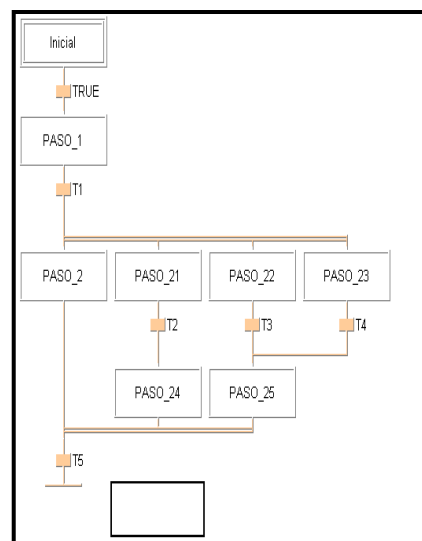 Inicial
TRUE
PASO_1
T1
PASO_2 PASO_21 PASO_22 PASO_23
T2 T3 T4
PASO_24 PASO_25
T5